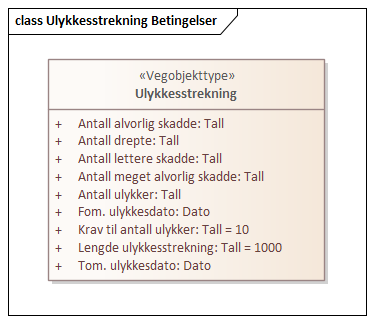 class Ulykkesstrekning Betingelser
«Vegobjekttype»
Ulykkesstrekning
+ Antall alvorlig skadde: Tall
+ Antall drepte: Tall
+ Antall lettere skadde: Tall
+ Antall meget alvorlig skadde: Tall
+ Antall ulykker: Tall
+ Fom. ulykkesdato: Dato
+ Krav til antall ulykker: Tall = 10
+ Lengde ulykkesstrekning: Tall = 1000
+ Tom. ulykkesdato: Dato